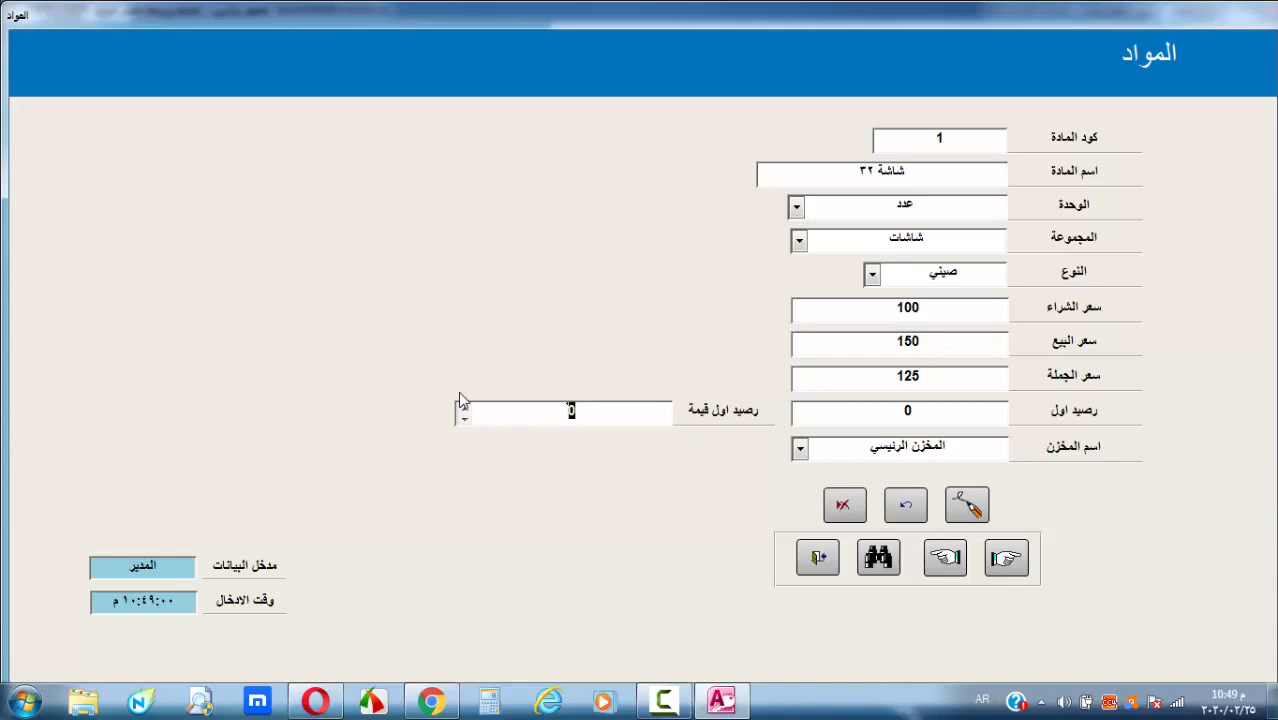 المواد
المواد
كود المادة 1
اسم المادة شاشة ٣٢
الوحدة عدد
المجموعة شاشات
النوع صيني
سعر الشراء 100
سعر البيع 150
سعر الجملة 125
رصيد اول 0 رصيد اول قيمة 0
اسم المخزن المخزن الرئيسي
مدخل البيانات المدير
وقت الادخال ١٠:٤٩:٠٠ م
AR
10:49 م
٢٠٢٠/٠٢/٢٥